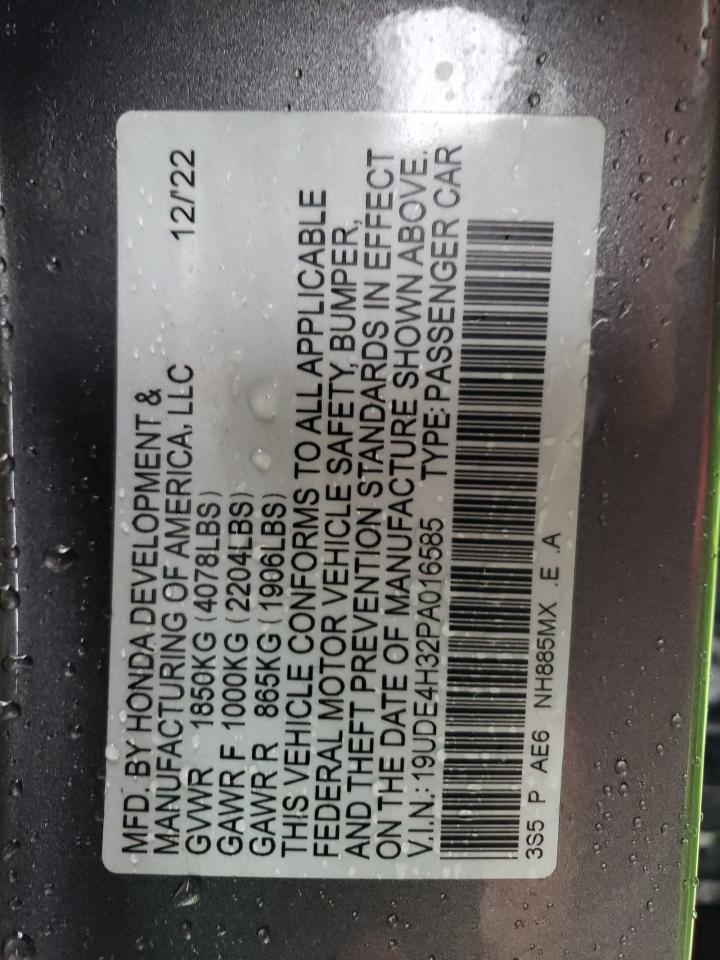 MFD. BY HONDA DEVELOPMENT &
MANUFACTURING OF AMERICA, LLC 12/'22
GVWR 1850KG (4078LBS)
GAWR F 1000KG (2204LBS)
GAWR R 865KG (1906LBS)
THIS VEHICLE CONFORMS TO ALL APPLICABLE
FEDERAL MOTOR VEHICLE SAFETY, BUMPER,
AND THEFT PREVENTION STANDARDS IN EFFECT
ON THE DATE OF MANUFACTURE SHOWN ABOVE.
V.I.N.: 19UDE4H32PA016585 TYPE:PASSENGER CAR
3S5 P AE6 NH885MX .E .A